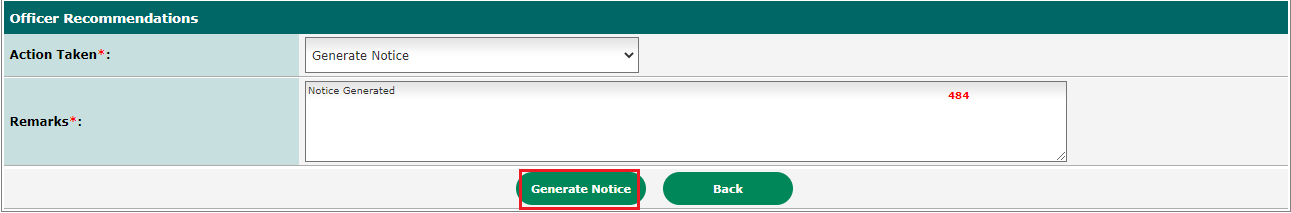 Officer Recommendations
Action Taken*: Generate Notice
Notice Generated 484
Remarks*:
Generate Notice Back